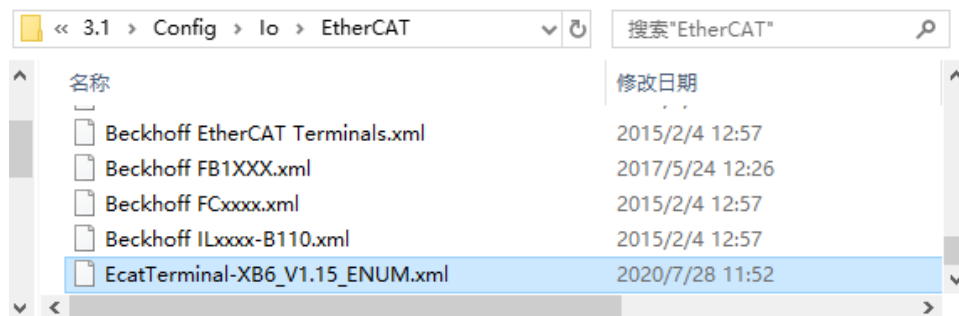 « 3.1 › Config › Io › EtherCAT 搜索"EtherCAT"
名称 修改日期
Beckhoff EtherCAT Terminals.xml 2015/2/4 12:57
Beckhoff FB1XXX.xml 2017/5/24 12:26
Beckhoff FCxxxx.xml 2015/2/4 12:57
Beckhoff ILxxxx-B110.xml 2015/2/4 12:57
EcatTerminal-XB6_V1.15_ENUM.xml 2020/7/28 11:52